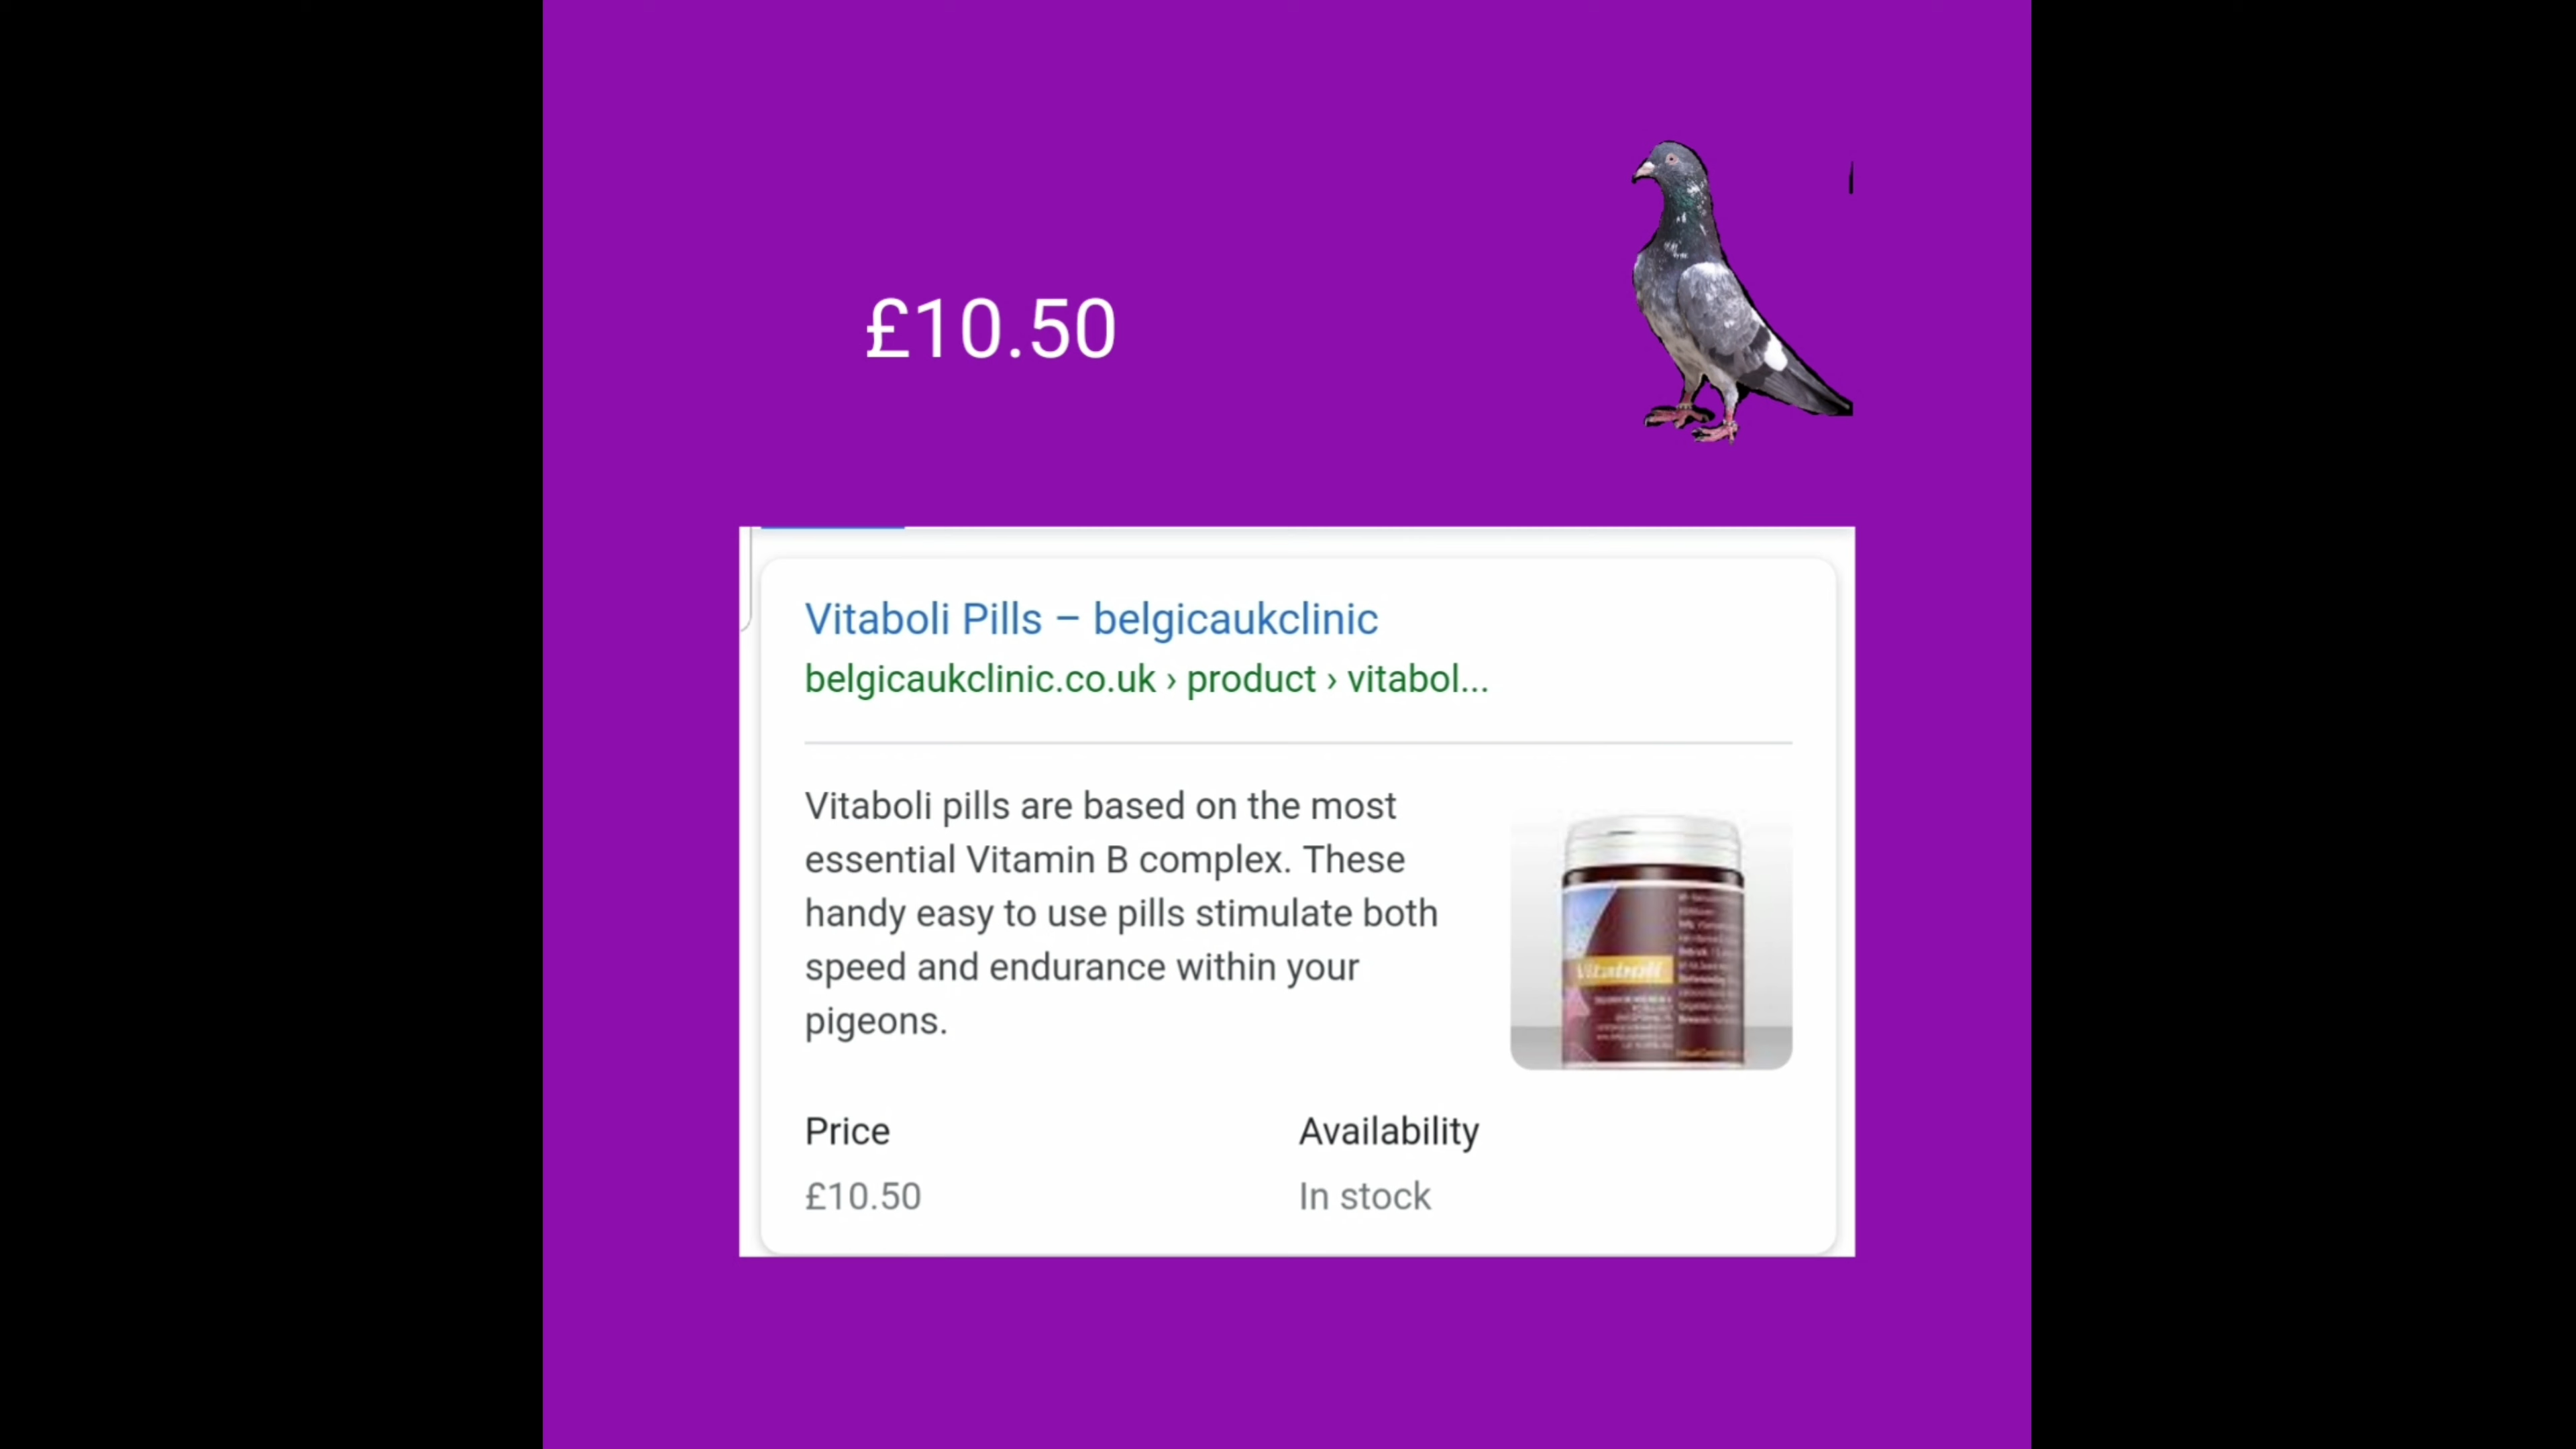 £10.50
Vitaboli Pills – belgicaukclinic
belgicaukclinic.co.uk › product › vitabol...
Vitaboli pills are based on the most
essential Vitamin B complex. These
handy easy to use pills stimulate both
speed and endurance within your
pigeons.
Vitaboli
Price
Availability
£10.50
In stock